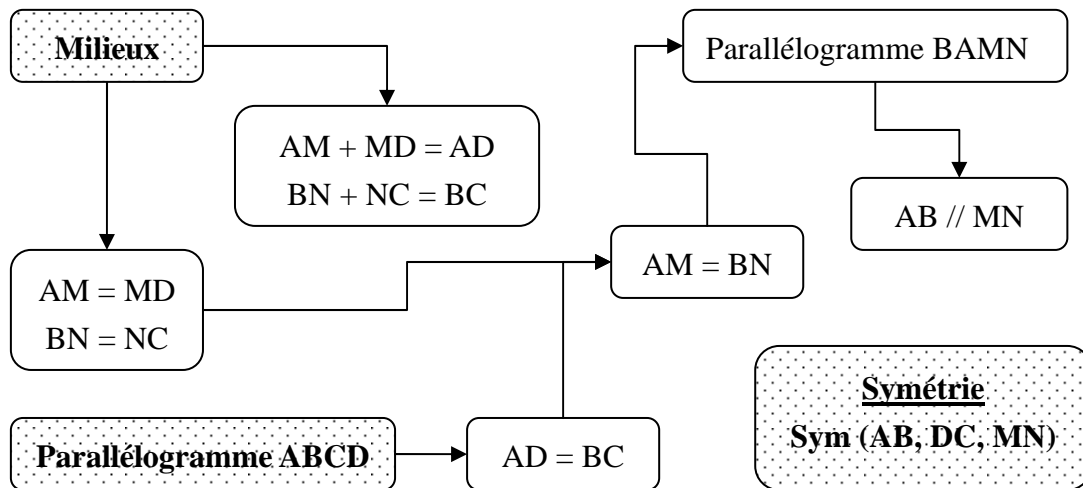 Milieux
Parallélogramme BAMN
AM + MD = AD
BN + NC = BC
AB // MN
AM = BN
AM = MD
BN = NC
Symétrie
Sym (AB, DC, MN)
Parallélogramme ABCD
AD = BC